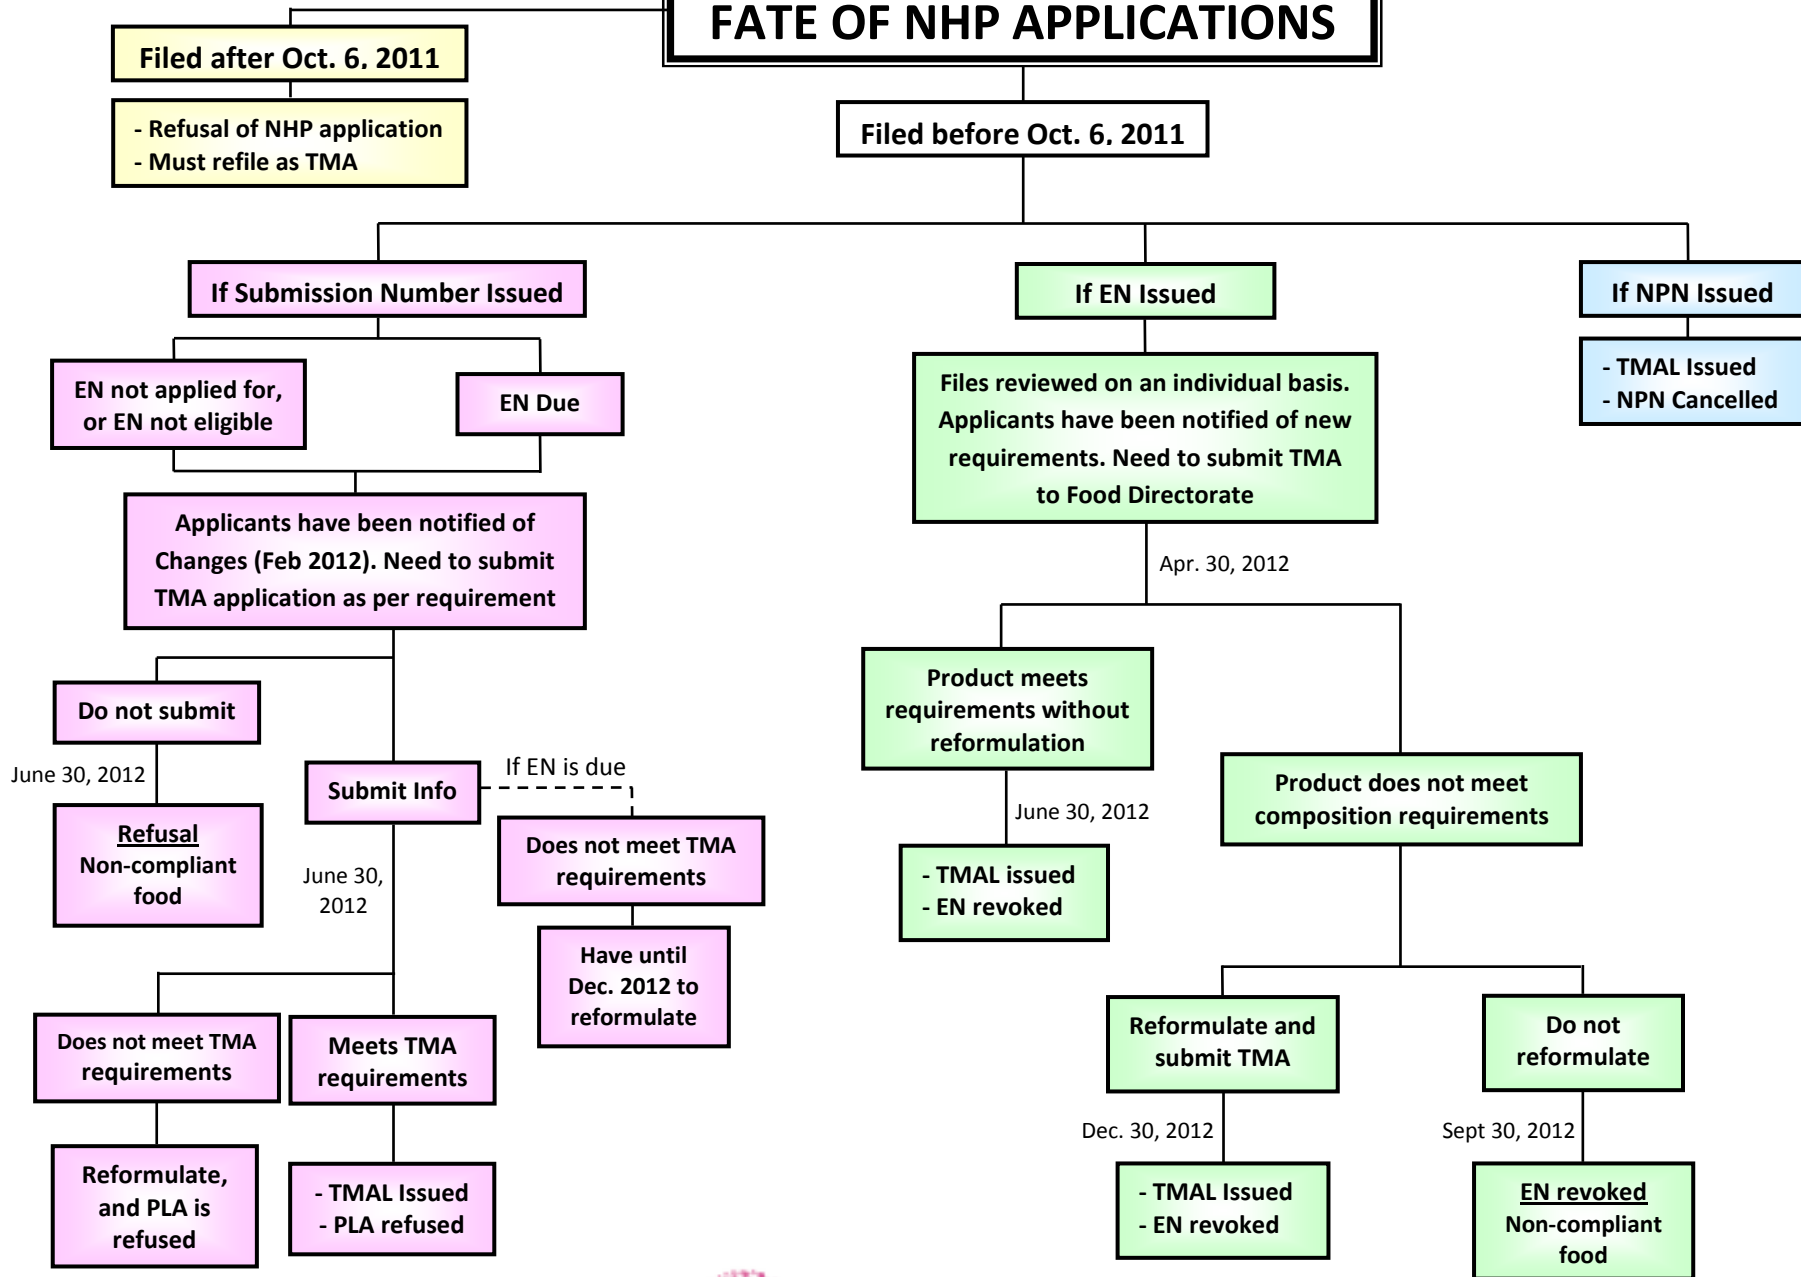 FATE OF NHP APPLICATIONS
Filed after Oct. 6, 2011
- Refusal of NHP application
- Must refile as TMA
Filed before Oct. 6, 2011
If Submission Number Issued
EN not applied for,
or EN not eligible
EN Due
Applicants have been notified of
Changes (Feb 2012). Need to submit
TMA application as per requirement
Do not submit
June 30, 2012
Refusal
Non-compliant
food
Submit Info
If EN is due
Does not meet TMA
requirements
Have until
Dec. 2012 to
reformulate
June 30,
2012
Does not meet TMA
requirements
Reformulate,
and PLA is
refused
Meets TMA
requirements
- TMAL Issued
- PLA refused
If EN Issued
Files reviewed on an individual basis.
Applicants have been notified of new
requirements. Need to submit TMA
to Food Directorate
Apr. 30, 2012
Product meets
requirements without
reformulation
June 30, 2012
- TMAL issued
- EN revoked
Product does not meet
composition requirements
Reformulate and
submit TMA
Dec. 30, 2012
- TMAL Issued
- EN revoked
Do not
reformulate
Sept 30, 2012
EN revoked
Non-compliant
food
If NPN Issued
- TMAL Issued
- NPN Cancelled